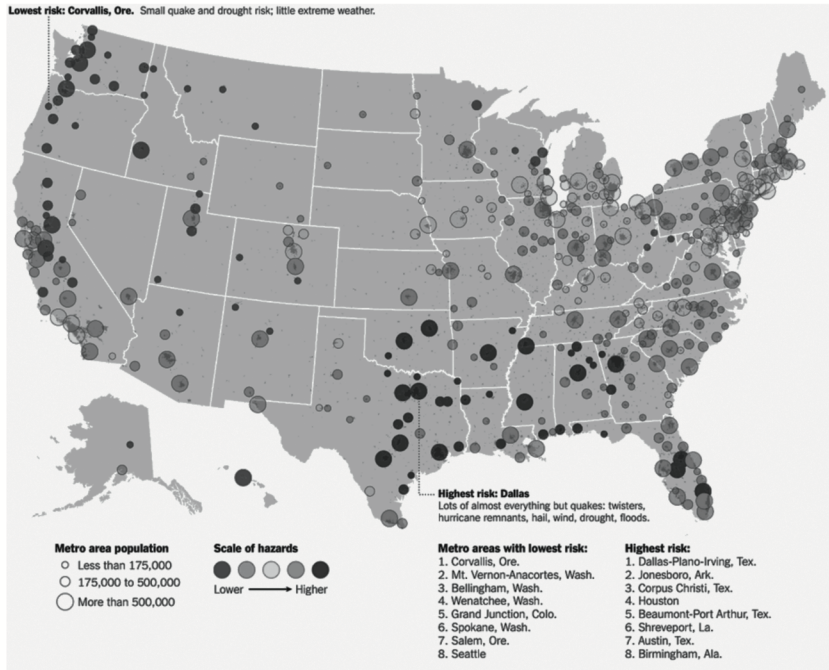 Lowest risk: Corvallis, Ore. Small quake and drought risk; little extreme weather.
Highest risk: Dallas
Lots of almost everything but quakes: twisters,
hurricane remnants, hail, wind, drought, floods.
Metro area population
Less than 175,000
175,000 to 500,000
More than 500,000
Scale of hazards
Lower Higher
Metro areas with lowest risk:
1. Corvallis, Ore.
2. Mt. Vernon-Anacortes, Wash.
3. Bellingham, Wash.
4. Wenatchee, Wash.
5. Grand Junction, Colo.
6. Spokane, Wash.
7. Salem, Ore.
8. Seattle
Highest risk:
1. Dallas-Plano-Irving, Tex.
2. Jonesboro, Ark.
3. Corpus Christi, Tex.
4. Houston
5. Beaumont-Port Arthur, Tex.
6. Shreveport, La.
7. Austin, Tex.
8. Birmingham, Ala.